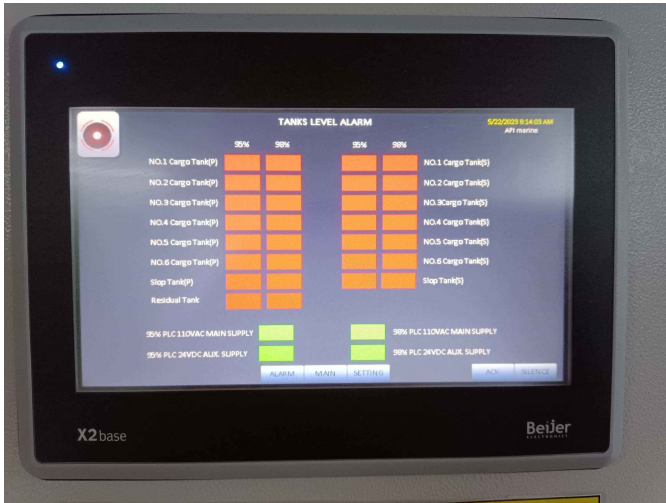 TANKS LEVEL ALARM
5/22/2023 8:14:03 AM
API marine
95% 98% 95% 98%
NO.1 Cargo Tank(P) NO.1 Cargo Tank(S)
NO.2 Cargo Tank(P) NO.2 Cargo Tank(S)
NO.3 Cargo Tank(P) NO.3Cargo Tank(S)
NO.4 Cargo Tank(P) NO.4 Cargo Tank(S)
NO.5 Cargo Tank(P) NO.5 Cargo Tank(S)
NO.6 Cargo Tank(P) NO.6 Cargo Tank(S)
Slop Tank(P) Slop Tank(S)
Residual Tank
95% PLC 110VAC MAIN SUPPLY 98% PLC 110VAC MAIN SUPPLY
95% PLC 24VDC AUX. SUPPLY 98% PLC 24VDC AUX. SUPPLY
ALARM MAIN SETTING ACK SILENCE
X2 base
Beijer
ELECTRONICS